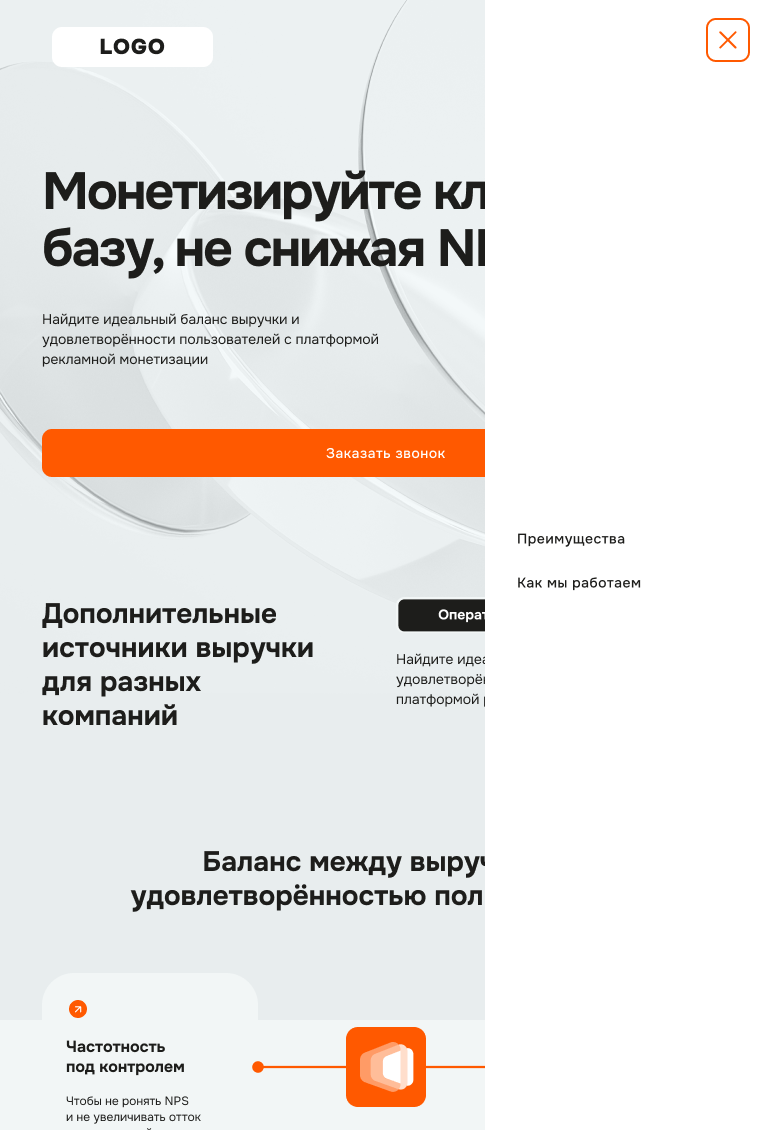 LOGO
Монетизируйте кл
базу, не снижая
Найдите идеальный баланс выручки и
удовлетворённости пользователей с платформой
рекламной монетизации
Заказать звонок
Преимущества
Как мы работаем
Дополнительные
источники выручки
для разных
компаний
Операт
Найдите идеа
удовлетворён
платформой
Баланс между выруч
удовлетворённостью пол
Частотность
под контролем
Чтобы не ронять NPS
и не увеличивать отток